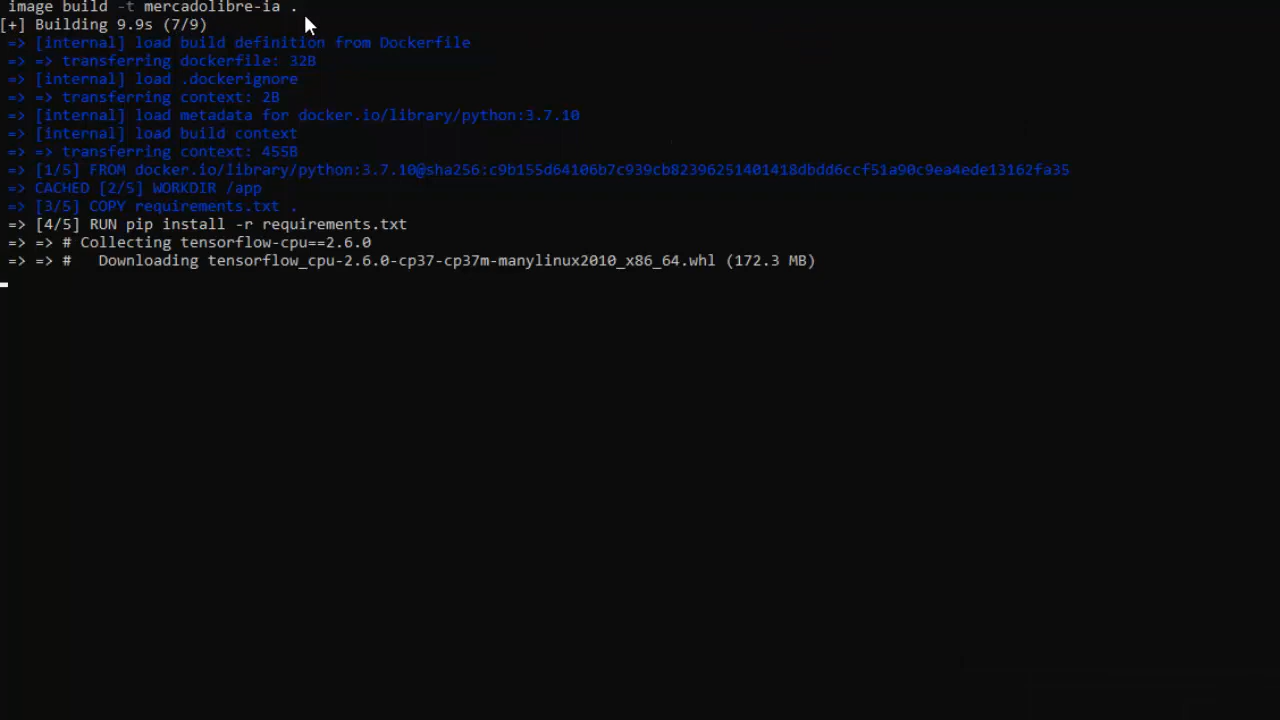 image build -t mercadolibre-ia .
[+] Building 9.9s (7/9)
=> [internal] load build definition from Dockerfile
=> => transferring dockerfile: 32B
=> [internal] load .dockerignore
=> => transferring context: 2B
=> [internal] load metadata for docker.io/library/python:3.7.10
=> [internal] load build context
=> => transferring context: 455B
=> [1/5] FROM docker.io/library/python:3.7.10@sha256:c9b155d64106b7c939cb82396251401418dbdd6ccf51a90c9ea4ede13162fa35
=> CACHED [2/5] WORKDIR /app
=> [3/5] COPY requirements.txt .
=> [4/5] RUN pip install -r requirements.txt
=> => # Collecting tensorflow-cpu==2.6.0
=> => #   Downloading tensorflow_cpu-2.6.0-cp37-cp37m-manylinux2010_x86_64.whl (172.3 MB)